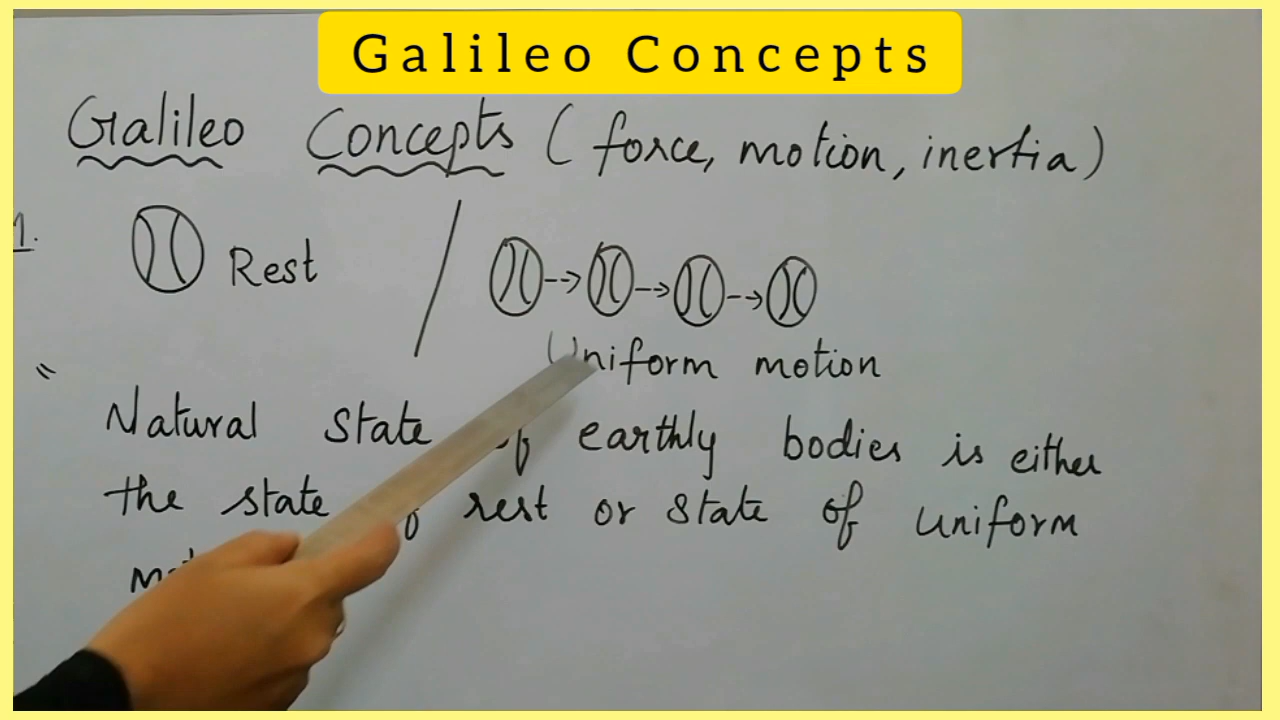 Galileo Concepts
Galileo Concepts ( force, motion, inertia )
1.
Rest
Uniform motion
Natural state of earthly bodies is either
the state rest or state of uniform